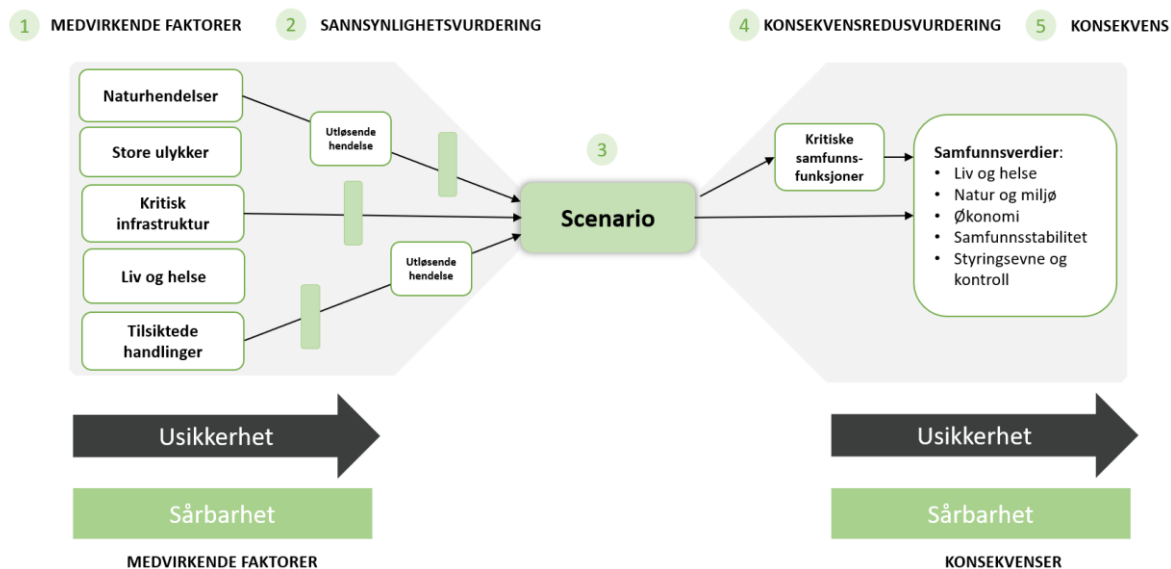 1 MEDVIRKENDE FAKTORER
2 SANNSYNLIGHETSVURDERING
4 KONSEKVENSREDUSVURDERING
5 KONSEKVENS
Naturhendelser
Store ulykker
Kritisk
infrastruktur
Liv og helse
Tilsiktede
handlinger
Utløsende
hendelse
Utløsende
hendelse
3
Scenario
Kritiske
samfunns-
funksjoner
Samfunnsverdier:
• Liv og helse
• Natur og miljø
• Økonomi
• Samfunnsstabilitet
• Styringsevne og
kontroll
Usikkerhet
Sårbarhet
MEDVIRKENDE FAKTORER
Usikkerhet
Sårbarhet
KONSEKVENSER